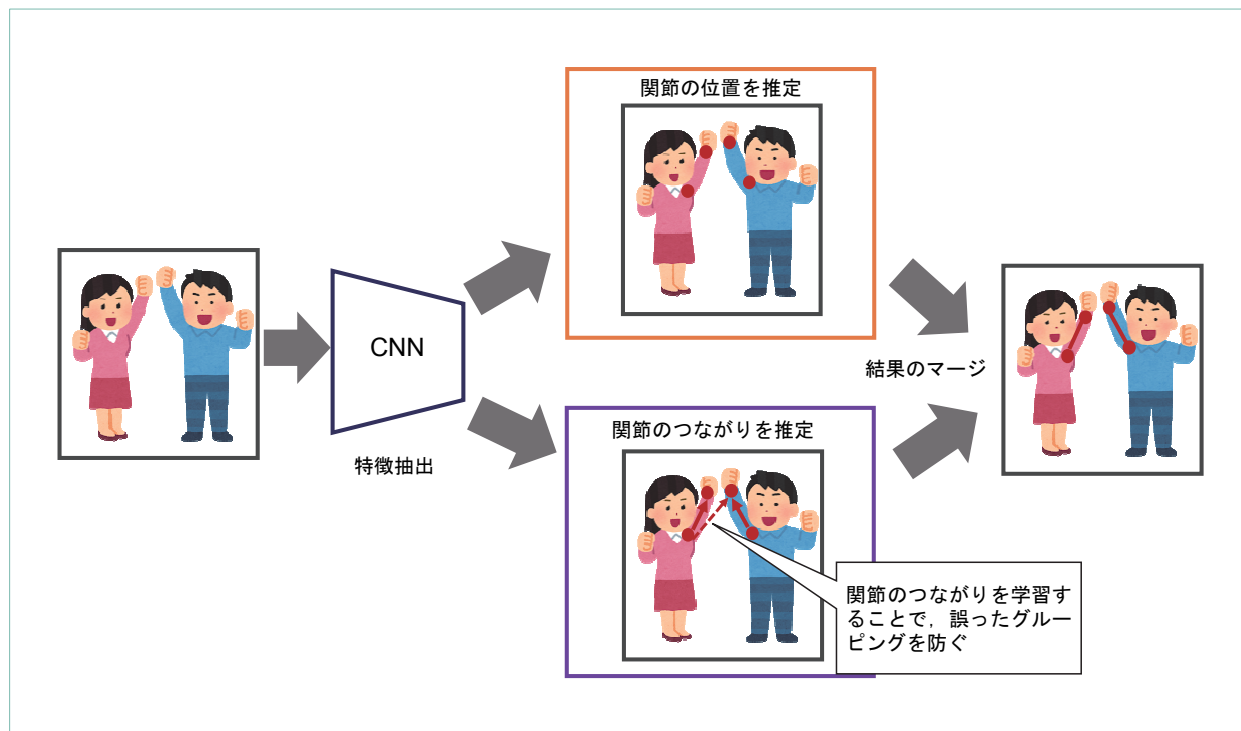 関節の位置を推定
CNN
特徴抽出
関節のつながりを推定
関節のつながりを学習す
ることで，誤ったグルー
ピングを防ぐ
結果のマージ